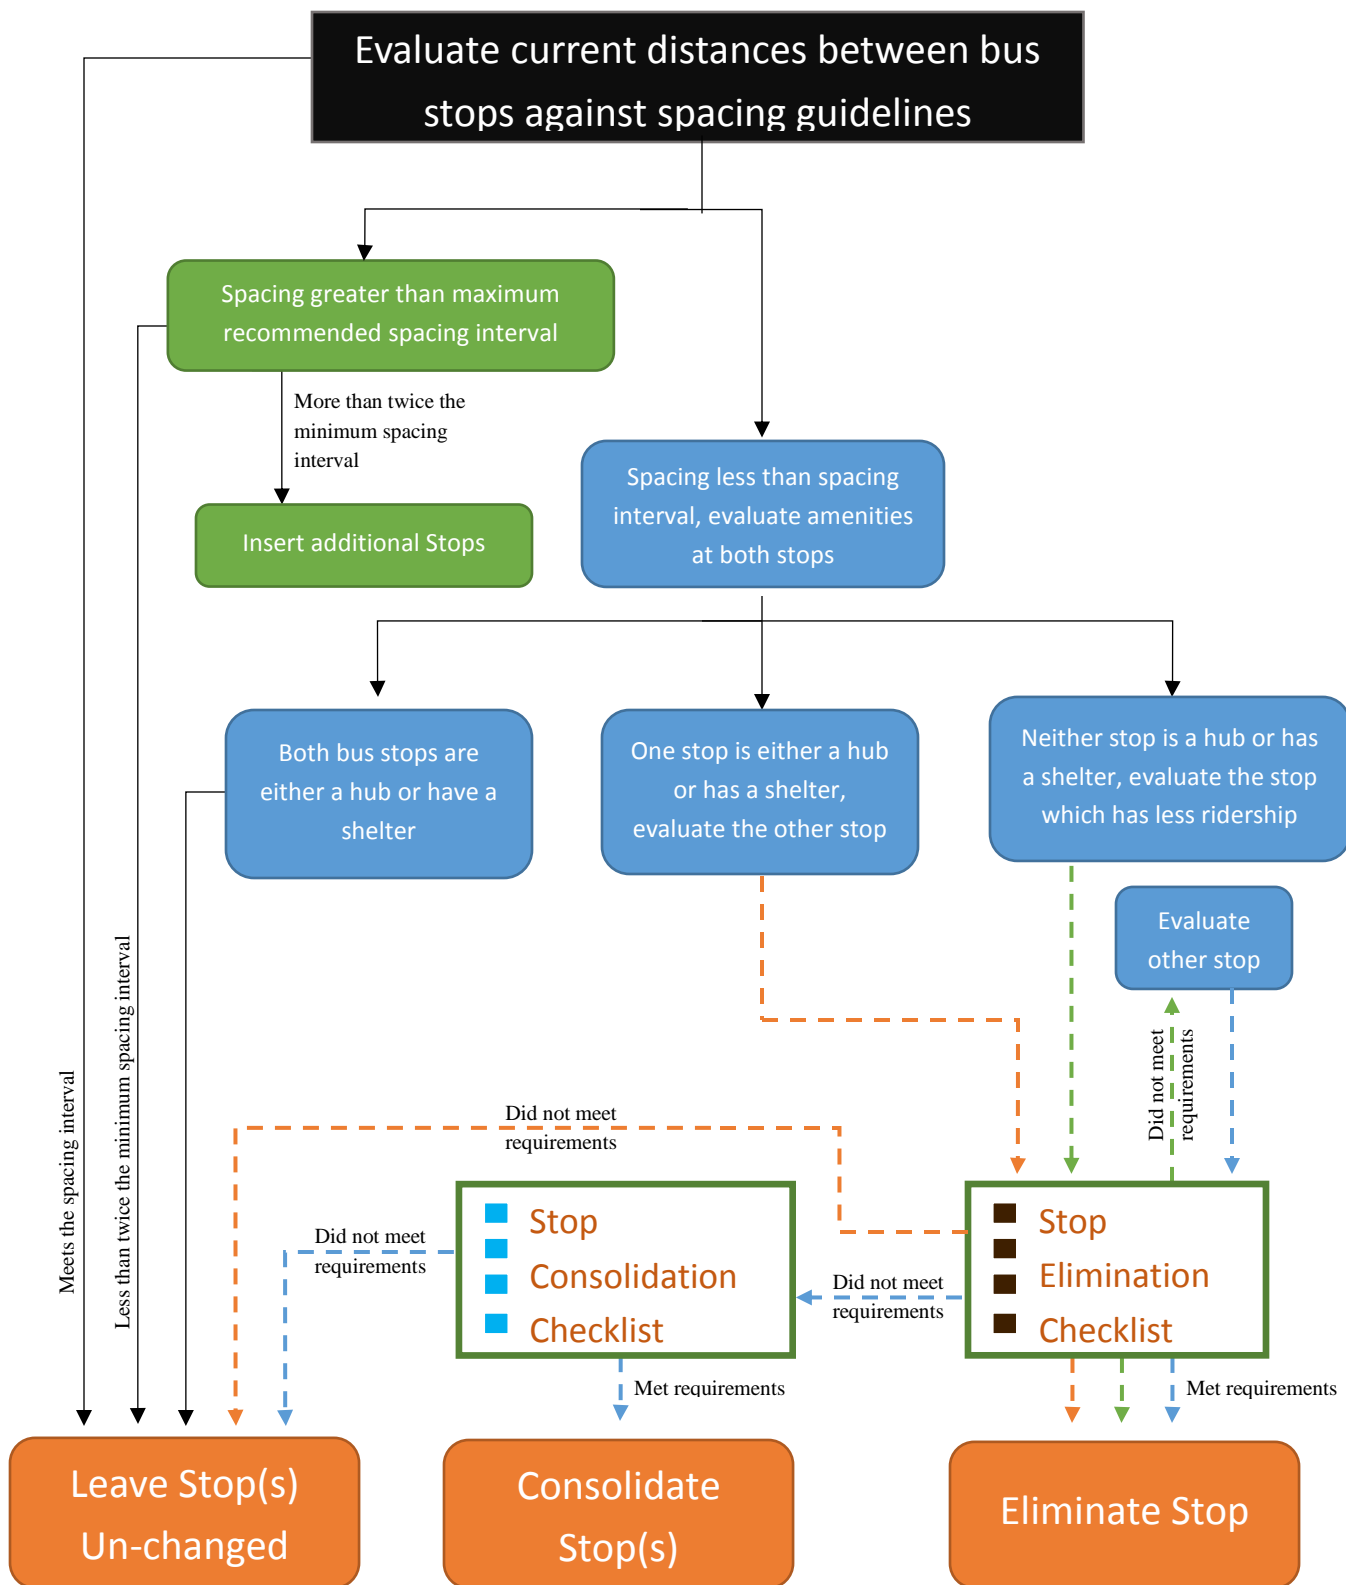 Evaluate current distances between bus
stops against spacing guidelines
Spacing greater than maximum
recommended spacing interval
More than twice the
minimum spacing
interval
Insert additional Stops
Spacing less than spacing
interval, evaluate amenities
at both stops
Both bus stops are
either a hub or have a
shelter
One stop is either a hub
or has a shelter,
evaluate the other stop
Neither stop is a hub or has
a shelter, evaluate the stop
which has less ridership
Evaluate
other stop
Did not meet
requirements
Meets the spacing interval
Less than twice the minimum spacing interval
Did not meet
requirements
Did not meet
requirements
Stop
Consolidation
Checklist
Did not meet
requirements
Stop
Elimination
Checklist
Met requirements
Met requirements
Leave Stop(s)
Un-changed
Consolidate
Stop(s)
Eliminate Stop